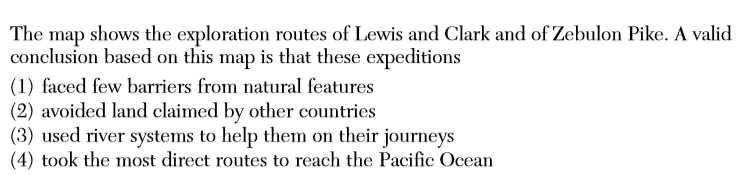 The map shows the exploration routes of Lewis and Clark and of Zebulon Pike. A valid
conclusion based on this map is that these expeditions
(1) faced few barriers from natural features
(2) avoided land claimed by other countries
(3) used river systems to help them on their journeys
(4) took the most direct routes to reach the Pacific Ocean